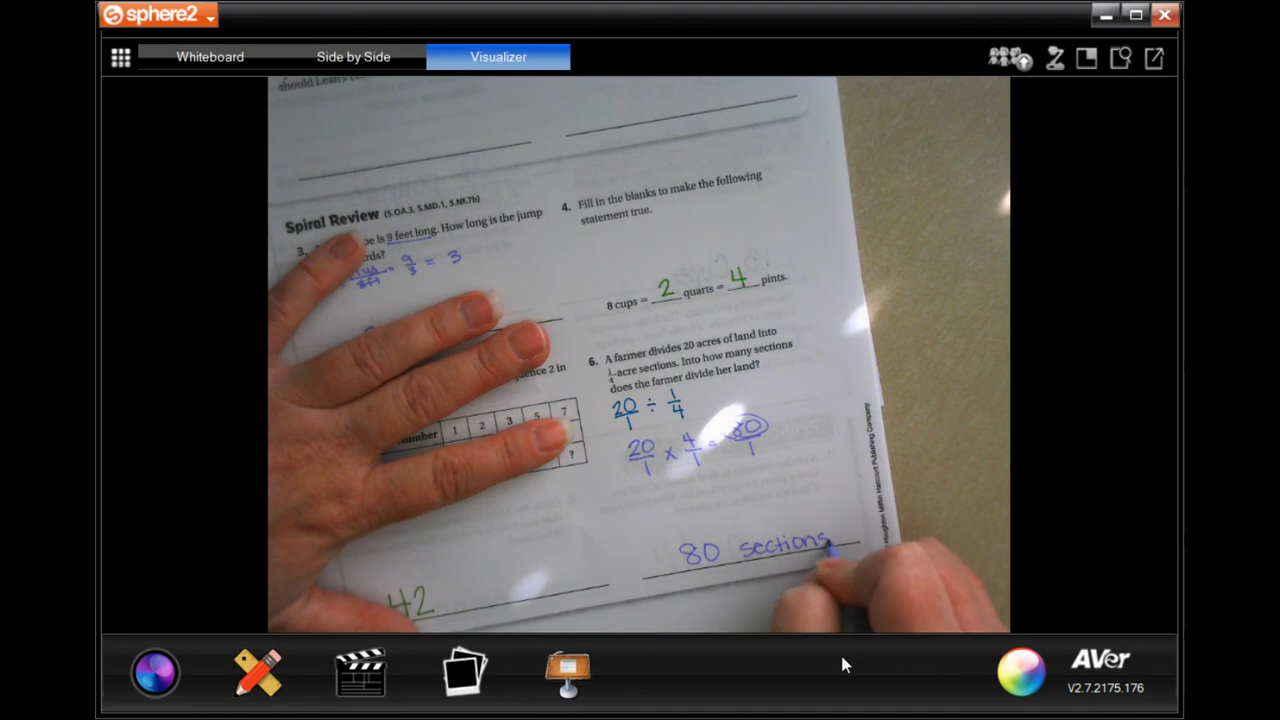 sphere2
Whiteboard
Side by Side
Visualizer
Spiral Review (5.OA.3, 5.MD.1, 5.NF.7b)
3.
is 9 feet long. How long is the jump
= 9/3 = 3
4. Fill in the blanks to make the following
statement true.
8 cups = 2 quarts = 4 pints.
2 in
Number 1 2 3 5 7
?
42
6. A farmer divides 20 acres of land into
1/4-acre sections. Into how many sections
does the farmer divide her land?
20/1 ÷ 1/4
20/1 x 4/1 = 80/1
80 sections
Houghton Mifflin Harcourt Publishing Company
AVer
V2.7.2175.176